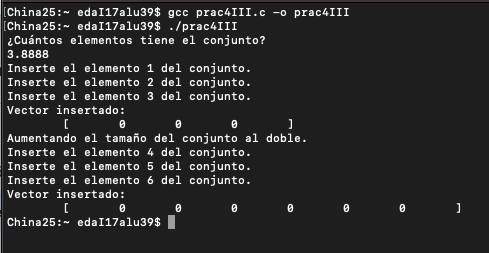 [China25:~ edaI17alu39$ gcc prac4III.c -o prac4III
[China25:~ edaI17alu39$ ./prac4III
¿Cuántos elementos tiene el conjunto?
3.8888
Inserte el elemento 1 del conjunto.
Inserte el elemento 2 del conjunto.
Inserte el elemento 3 del conjunto.
Vector insertado:
[ 0 0 0 ]
Aumentando el tamaño del conjunto al doble.
Inserte el elemento 4 del conjunto.
Inserte el elemento 5 del conjunto.
Inserte el elemento 6 del conjunto.
Vector insertado:
[ 0 0 0 0 0 0 ]
China25:~ edaI17alu39$